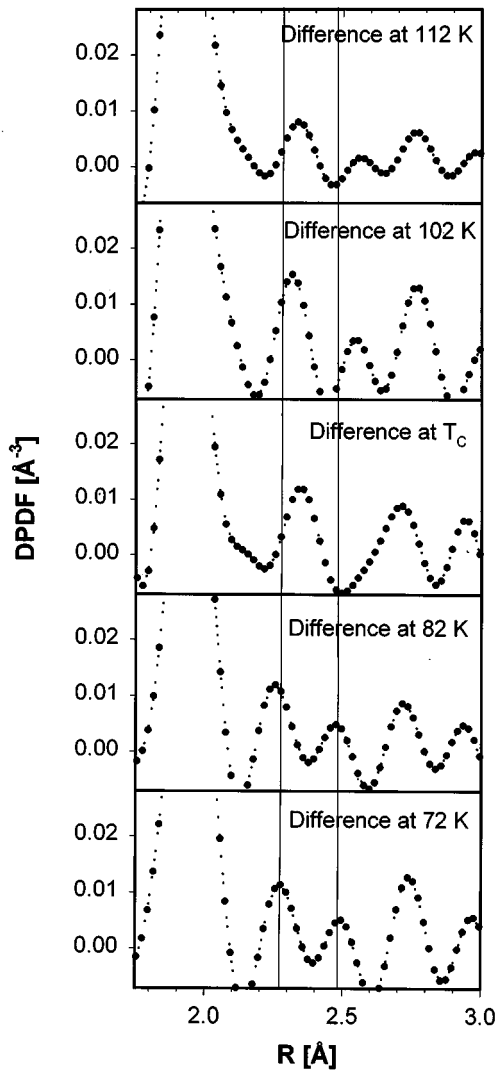 Difference at 112 K
0.02
0.01
0.00
Difference at 102 K
0.02
0.01
0.00
Difference at T_C
0.02
0.01
0.00
DPDF [Å⁻³]
Difference at 82 K
0.02
0.01
0.00
Difference at 72 K
0.02
0.01
0.00
2.0 2.5 3.0
R [Å]